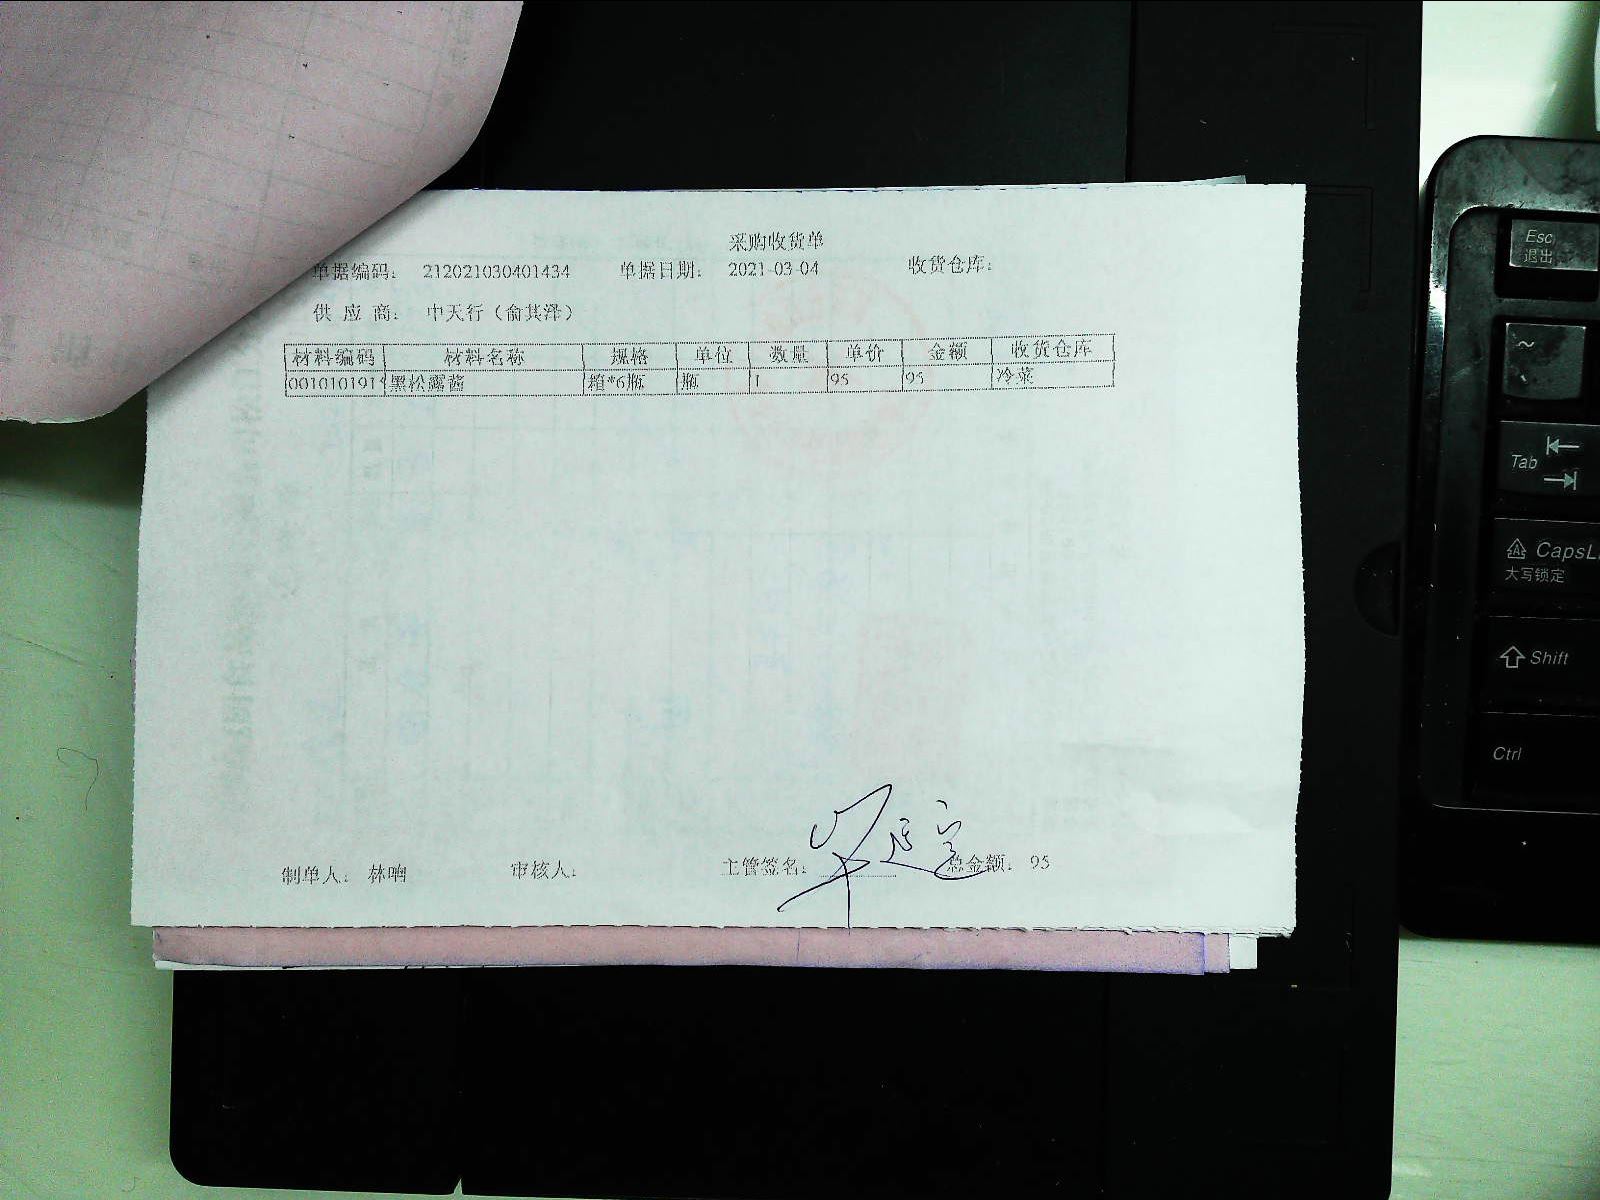 采购收货单
单据编码： 212021030401434 单据日期： 2021-03-04 收货仓库：
供 应 商： 中天行（俞其泽）
材料编码 材料名称 规格 单位 数量 单价 金额 收货仓库
001010191 黑松露酱 箱*6瓶 瓶 1 95 95 冷菜
制单人： 林 审核人： 主管签名： 总金额： 95
Esc
退出
~
Tab
CapsL
大写锁定
Shift
Ctrl